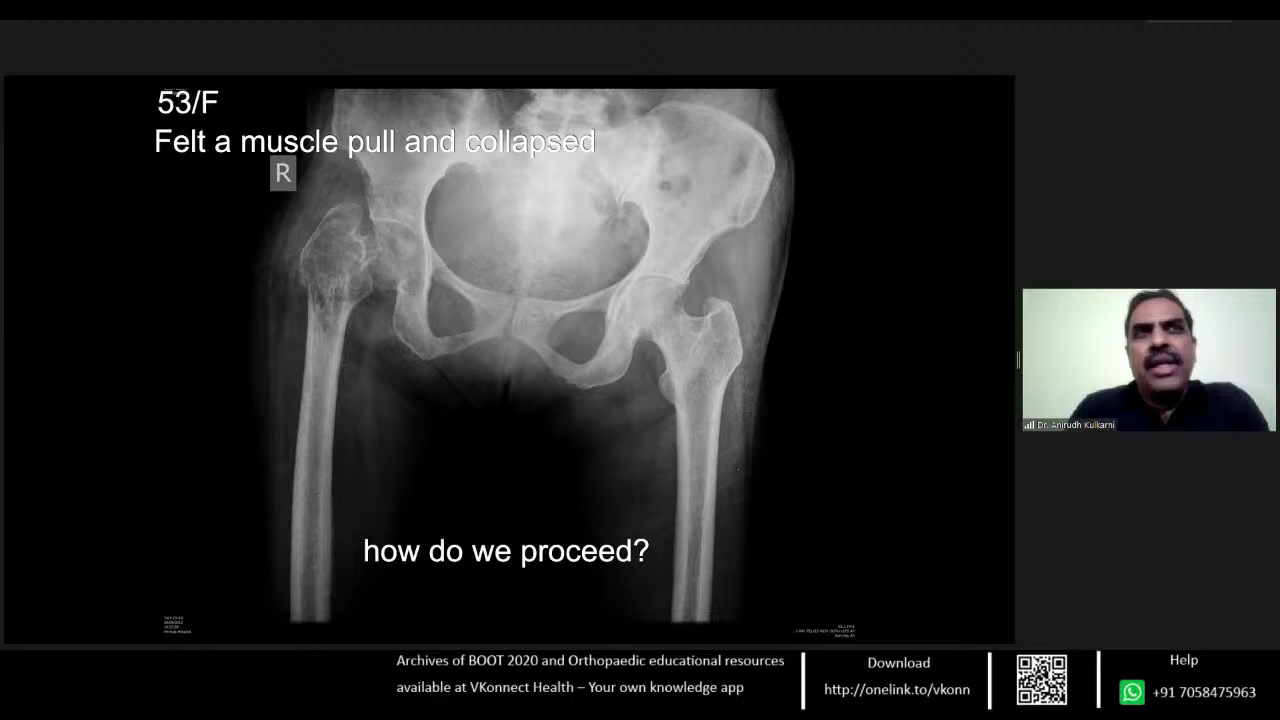 53/F
Felt a muscle pull and collapsed
R
how do we proceed?
Dr. Anirudh Kulkarni
Archives of BOOT 2020 and Orthopaedic educational resources
available at VKonnect Health – Your own knowledge app
Download
http://onelink.to/vkonn
Help
+91 7058475963